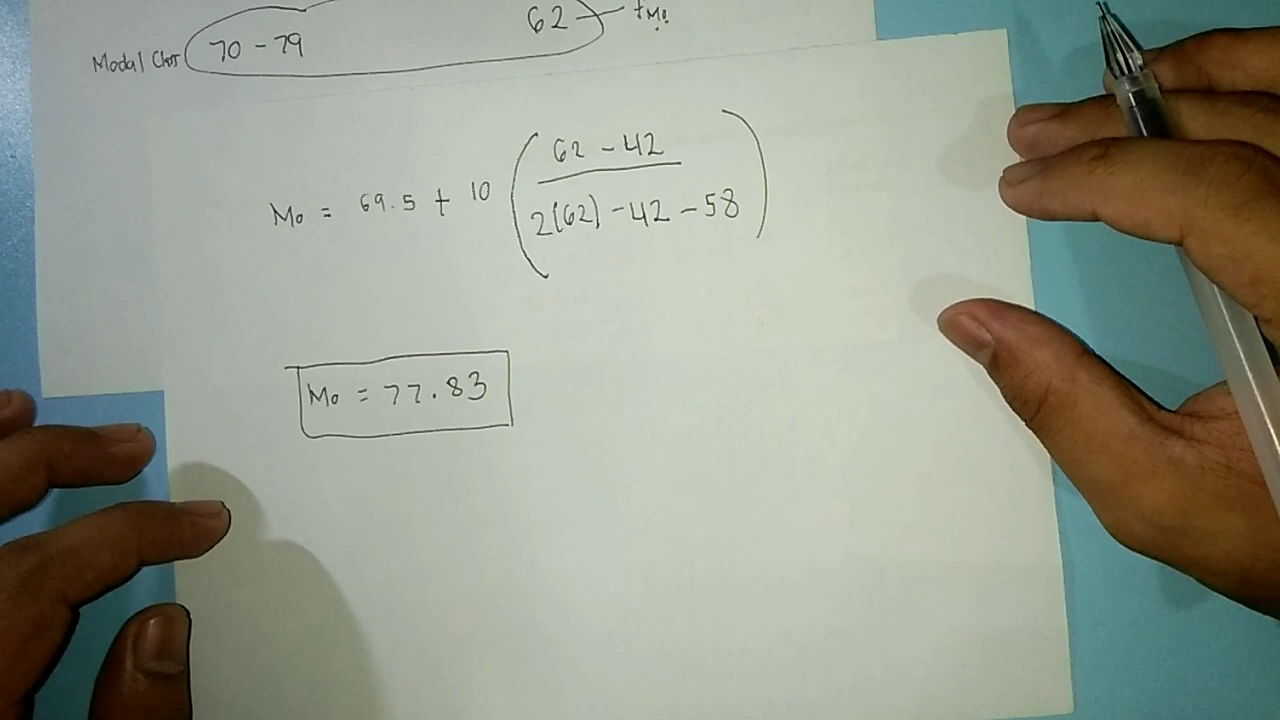 62 fMo
Modal Class 70 - 79
62 - 42
Mo = 69.5 + 10
2(62) - 42 - 58
Mo = 77.83